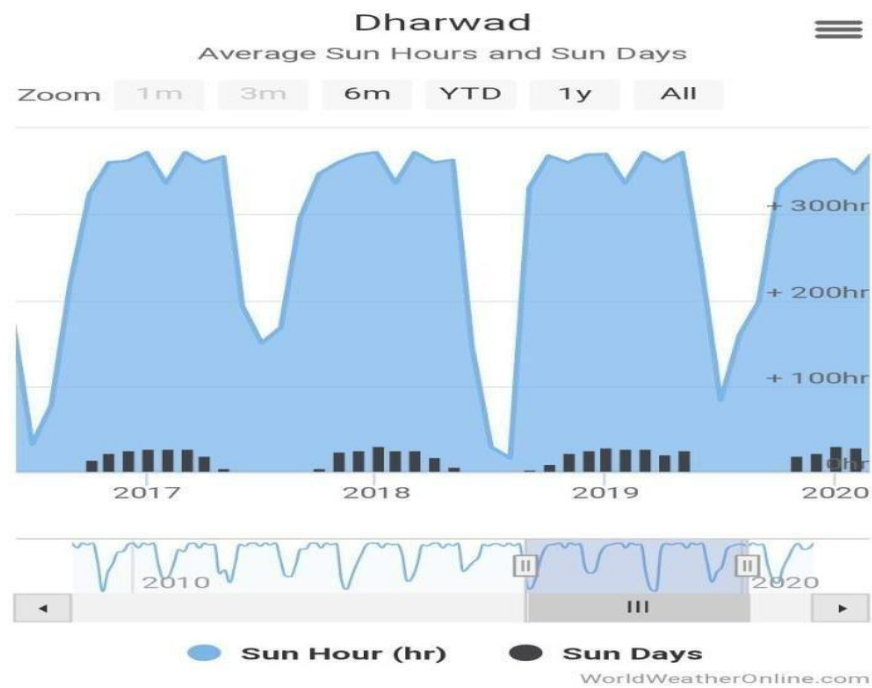 Dharwad
Average Sun Hours and Sun Days
Zoom 1m 3m 6m YTD 1y All
+ 300hr
+ 200hr
+ 100hr
0hr
2017 2018 2019 2020
2010 2020
Sun Hour (hr) Sun Days
WorldWeatherOnline.com